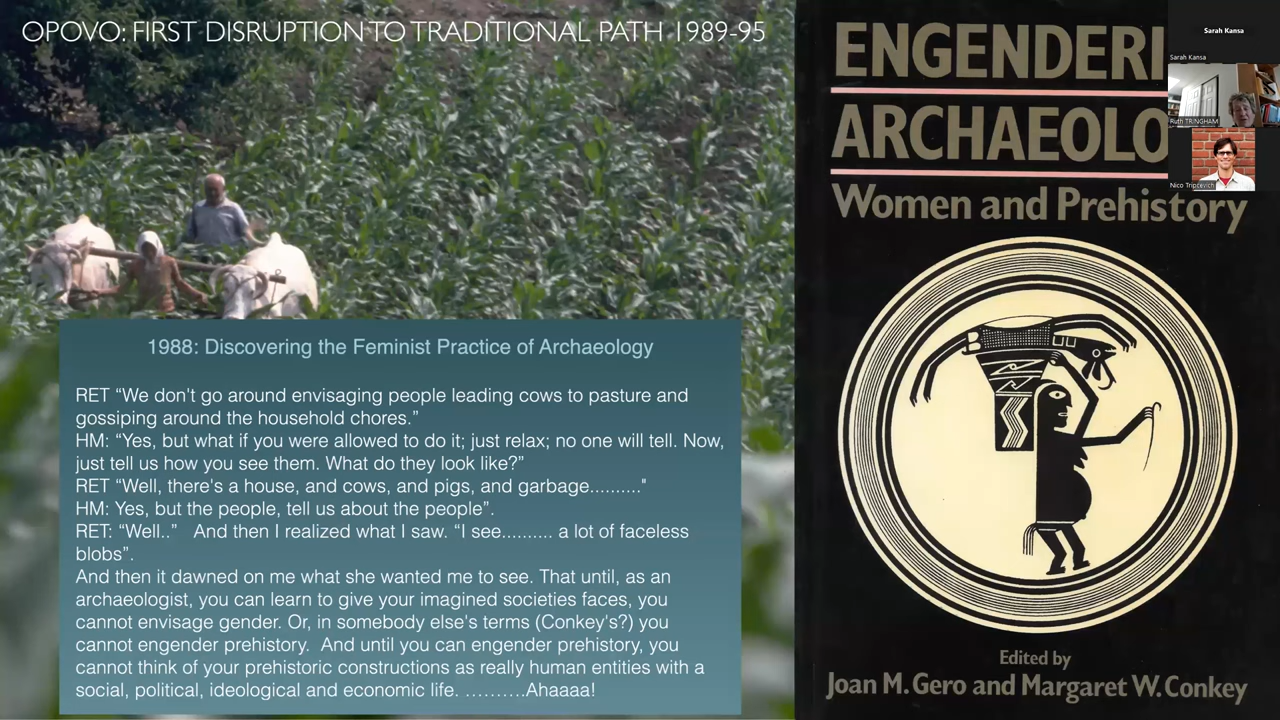 OPOVO: FIRST DISRUPTION TO TRADITIONAL PATH 1989-95
1988: Discovering the Feminist Practice of Archaeology
RET “We don't go around envisaging people leading cows to pasture and
gossiping around the household chores.”
HM: “Yes, but what if you were allowed to do it; just relax; no one will tell. Now,
just tell us how you see them. What do they look like?”
RET “Well, there's a house, and cows, and pigs, and garbage.........."
HM: Yes, but the people, tell us about the people”.
RET: “Well..”   And then I realized what I saw. “I see.......... a lot of faceless
blobs”.
And then it dawned on me what she wanted me to see. That until, as an
archaeologist, you can learn to give your imagined societies faces, you
cannot envisage gender. Or, in somebody else's terms (Conkey's?) you
cannot engender prehistory.  And until you can engender prehistory, you
cannot think of your prehistoric constructions as really human entities with a
social, political, ideological and economic life. ……….Ahaaaa!
ENGENDERI
ARCHAEOLO
Women and Prehistory
Edited by
Joan M. Gero and Margaret W. Conkey
Sarah Kansa
Sarah Kansa
Ruth TRINGHAM
Nico Tripcevich